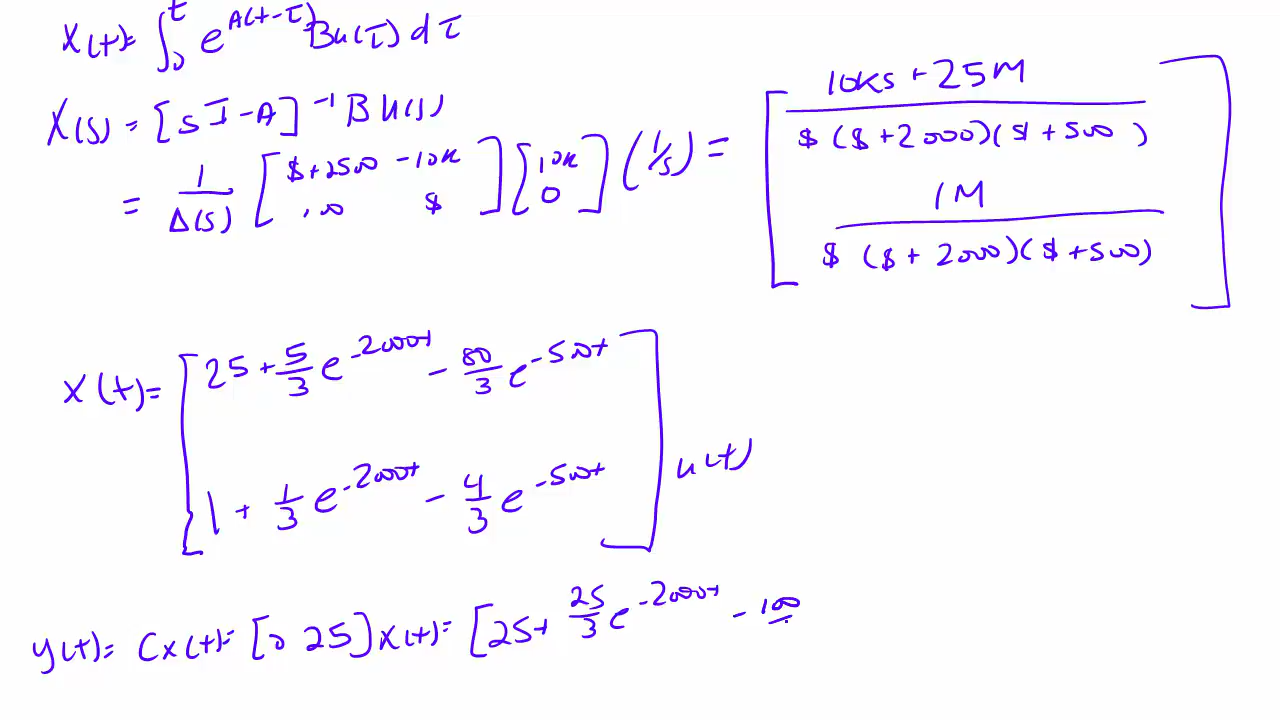 x(t)= ∫₀ᵗ e^{A(t-τ)} Bu(τ) dτ
X(s) = [sI-A]⁻¹ B U(s)
= 1/Δ(s) [s+2500 -10k; 100 s] [10k; 0] (1/s) = [(10ks + 25M)/(s(s+2000)(s+500)); 1M/(s(s+2000)(s+500))]
x(t)= [25 + 5/3 e^{-2000t} - 80/3 e^{-500t}; 1 + 1/3 e^{-2000t} - 4/3 e^{-500t}] u(t)
y(t)= Cx(t)= [0 25]x(t)= [25+ 25/3 e^{-2000t} - 100